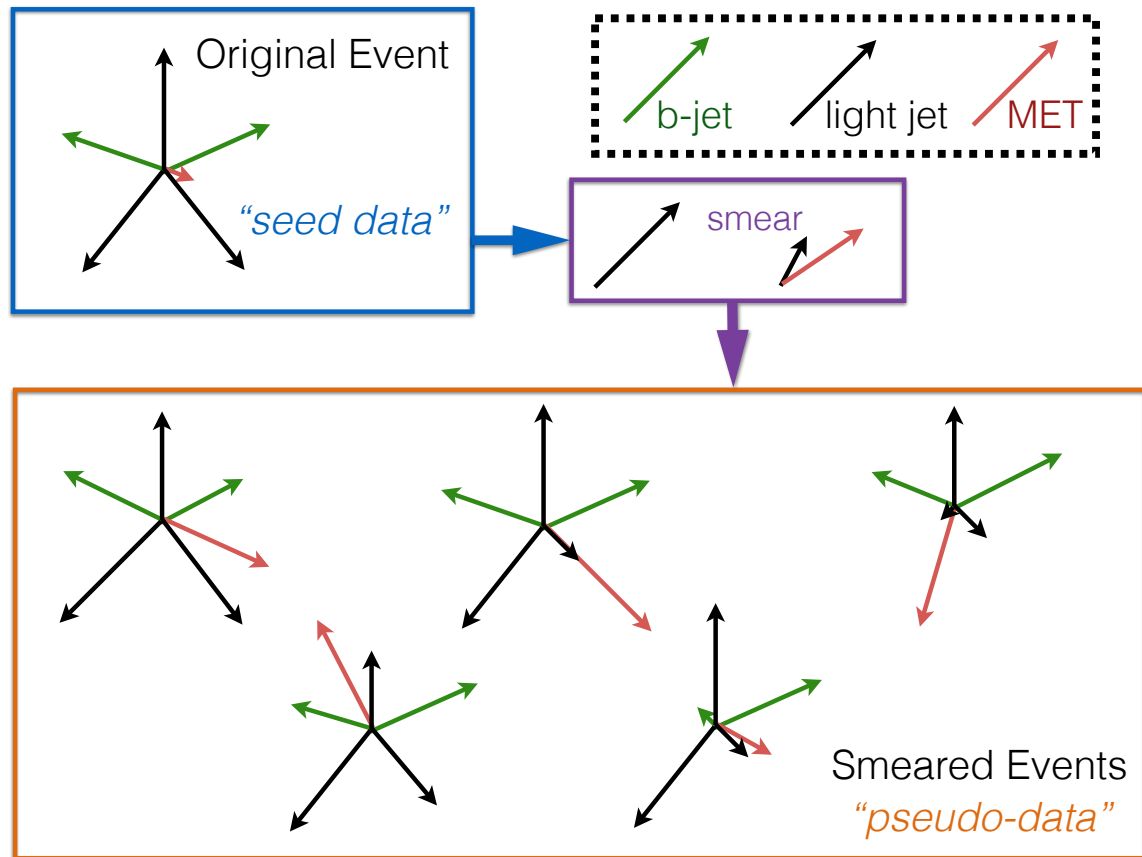 Original Event
“seed data”
b-jet
light jet
MET
smear
Smeared Events
“pseudo-data”